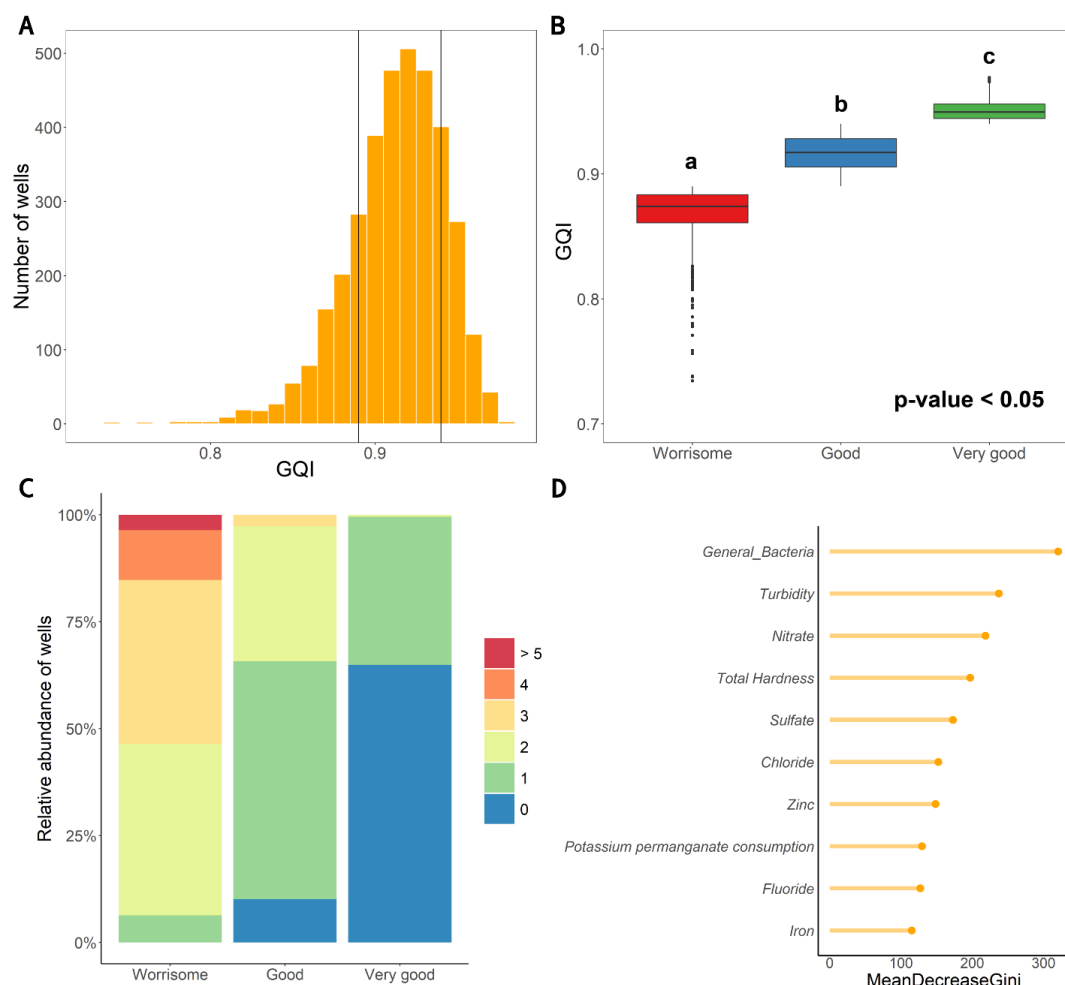 A
500
400
300
200
100
0
Number of wells
0.8
0.9
GQI
B
1.0
0.9
0.8
0.7
GQI
a
b
c
p-value < 0.05
Worrisome
Good
Very good
C
100%
75%
50%
25%
0%
Relative abundance of wells
Worrisome
Good
Very good
> 5
4
3
2
1
0
D
General_Bacteria
Turbidity
Nitrate
Total Hardness
Sulfate
Chloride
Zinc
Potassium permanganate consumption
Fluoride
Iron
0
100
200
300
MeanDecreaseGini